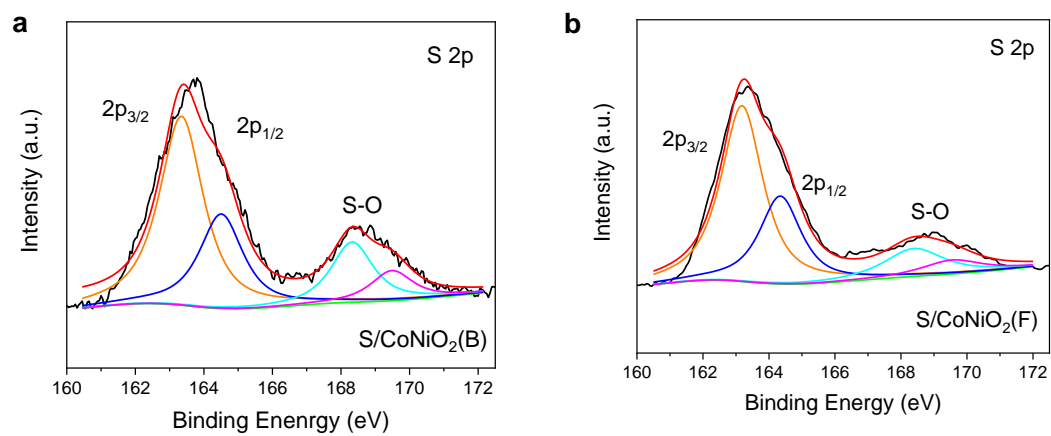 a
S 2p
2p3/2
2p1/2
S-O
S/CoNiO2(B)
Intensity (a.u.)
160 162 164 166 168 170 172
Binding Enenrgy (eV)
b
S 2p
2p3/2
2p1/2
S-O
S/CoNiO2(F)
Intensity (a.u.)
160 162 164 166 168 170 172
Binding Energy (eV)